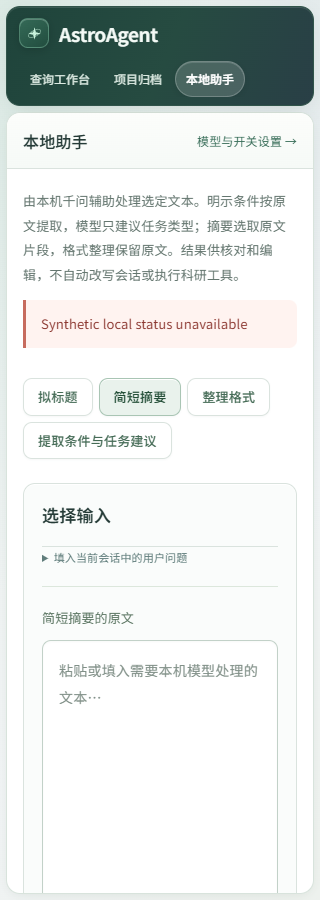 AstroAgent
查询工作台 项目归档 本地助手
本地助手 模型与开关设置 →
由本机千问辅助处理选定文本。明示条件按原
文提取，模型只建议任务类型；摘要选取原文
片段，格式整理保留原文。结果供核对和编
辑，不自动改写会话或执行科研工具。
Synthetic local status unavailable
拟标题 简短摘要 整理格式
提取条件与任务建议
选择输入
▶ 填入当前会话中的用户问题
简短摘要的原文
粘贴或填入需要本机模型处理的
文本…